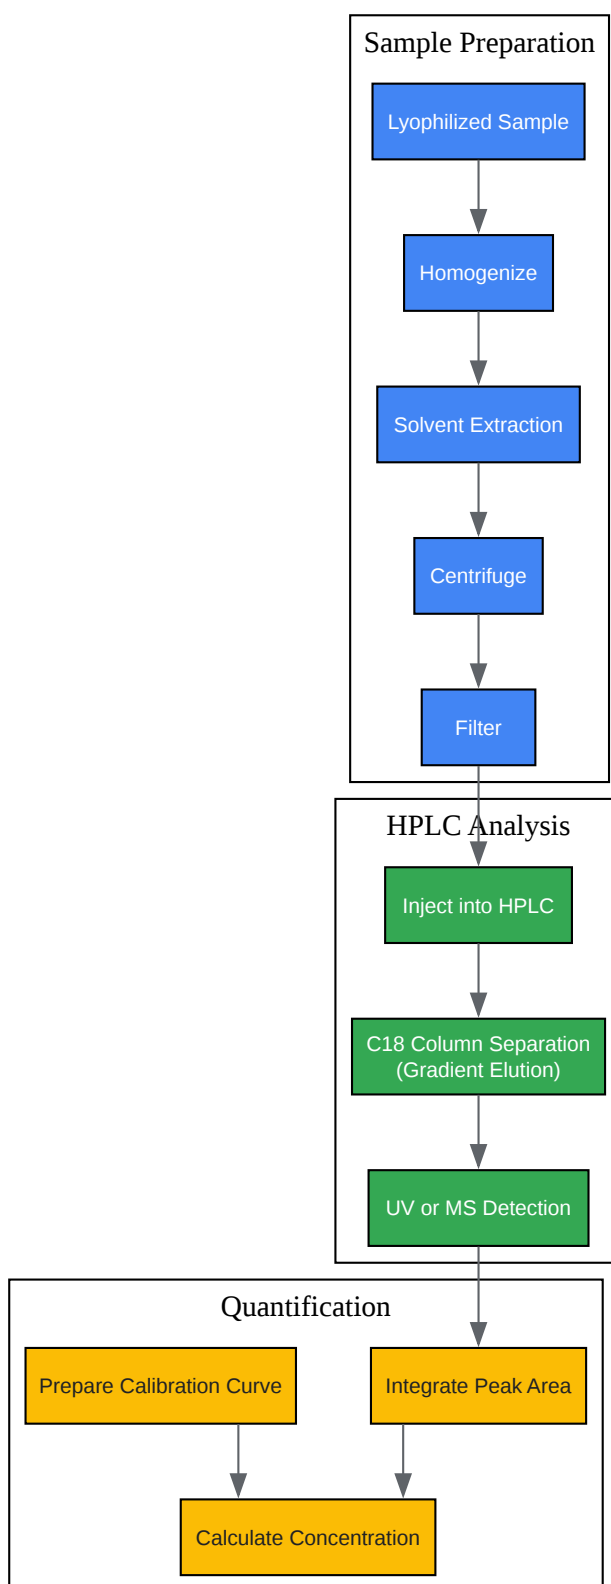 Sample Preparation
Lyophilized Sample
Homogenize
Solvent Extraction
Centrifuge
Filter
HPLC Analysis
Inject into HPLC
C18 Column Separation
(Gradient Elution)
UV or MS Detection
Quantification
Prepare Calibration Curve
Integrate Peak Area
Calculate Concentration